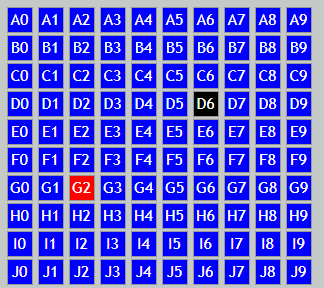 A0 A1 A2 A3 A4 A5 A6 A7 A8 A9
B0 B1 B2 B3 B4 B5 B6 B7 B8 B9
C0 C1 C2 C3 C4 C5 C6 C7 C8 C9
D0 D1 D2 D3 D4 D5 D6 D7 D8 D9
E0 E1 E2 E3 E4 E5 E6 E7 E8 E9
F0 F1 F2 F3 F4 F5 F6 F7 F8 F9
G0 G1 G2 G3 G4 G5 G6 G7 G8 G9
H0 H1 H2 H3 H4 H5 H6 H7 H8 H9
I0 I1 I2 I3 I4 I5 I6 I7 I8 I9
J0 J1 J2 J3 J4 J5 J6 J7 J8 J9